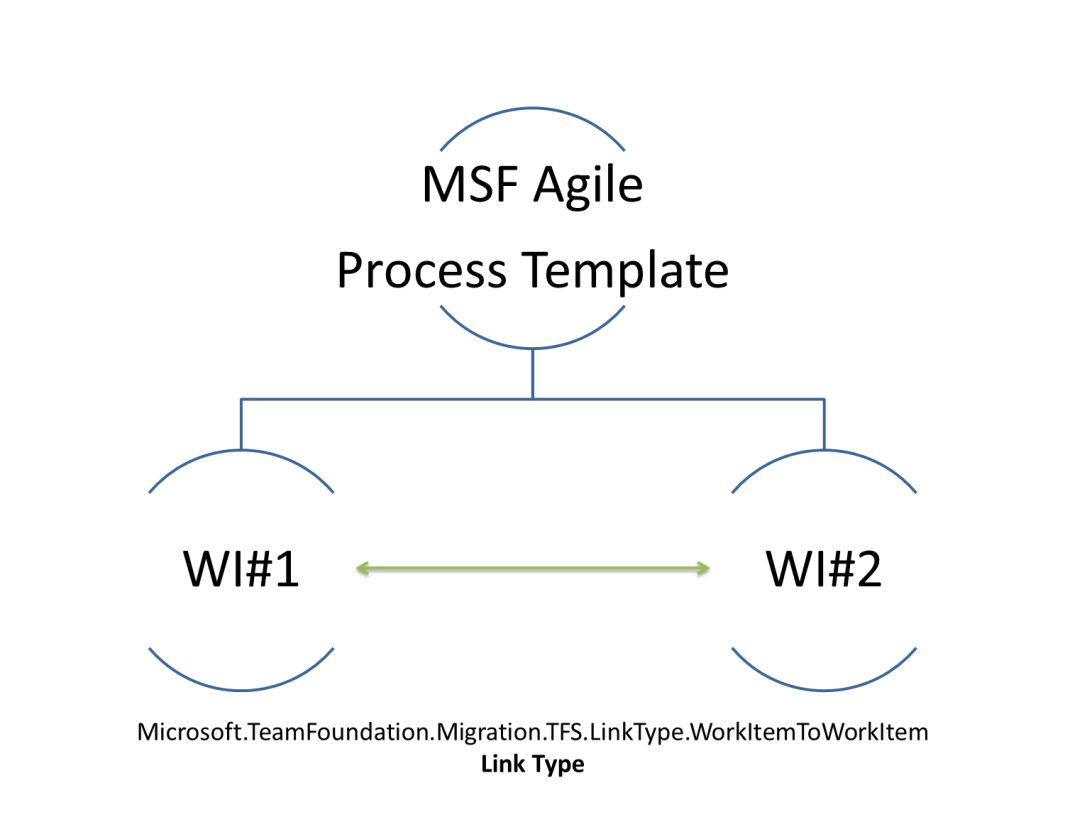 MSF Agile
Process Template
WI#1
WI#2
Microsoft.TeamFoundation.Migration.TFS.LinkType.WorkItemToWorkItem
Link Type